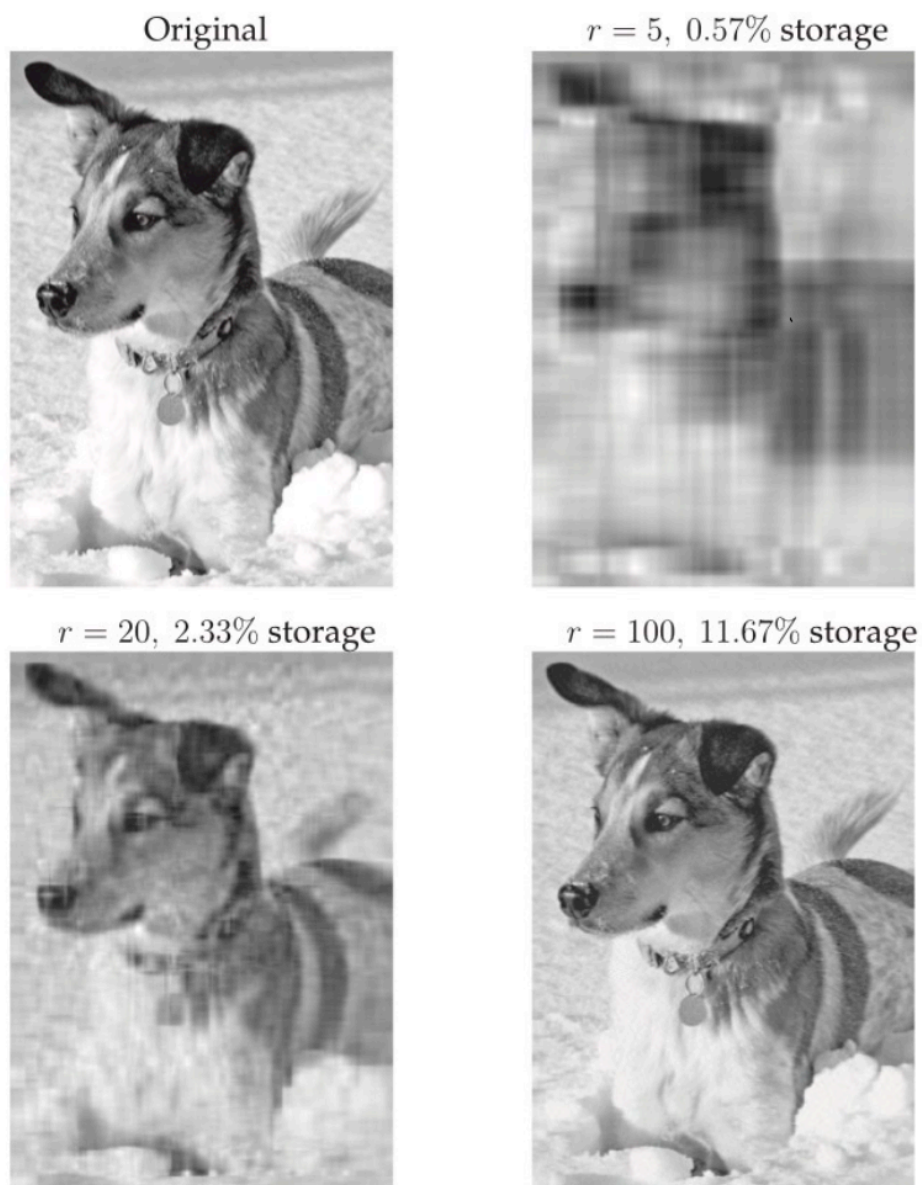 Original
r = 5, 0.57% storage
r = 20, 2.33% storage
r = 100, 11.67% storage